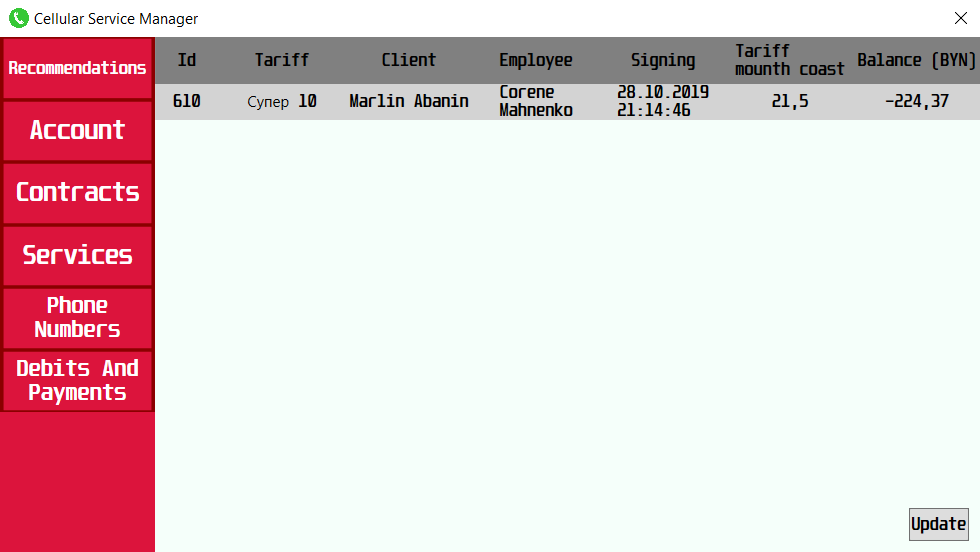 Cellular Service Manager
Recommendations
Account
Contracts
Services
Phone
Numbers
Debits And
Payments
Id Tariff Client Employee Signing Tariff mounth coast Balance (BYN)
610 Супер 10 Marlin Abanin Corene Mahnenko 28.10.2019 21:14:46 21,5 -224,37
Update